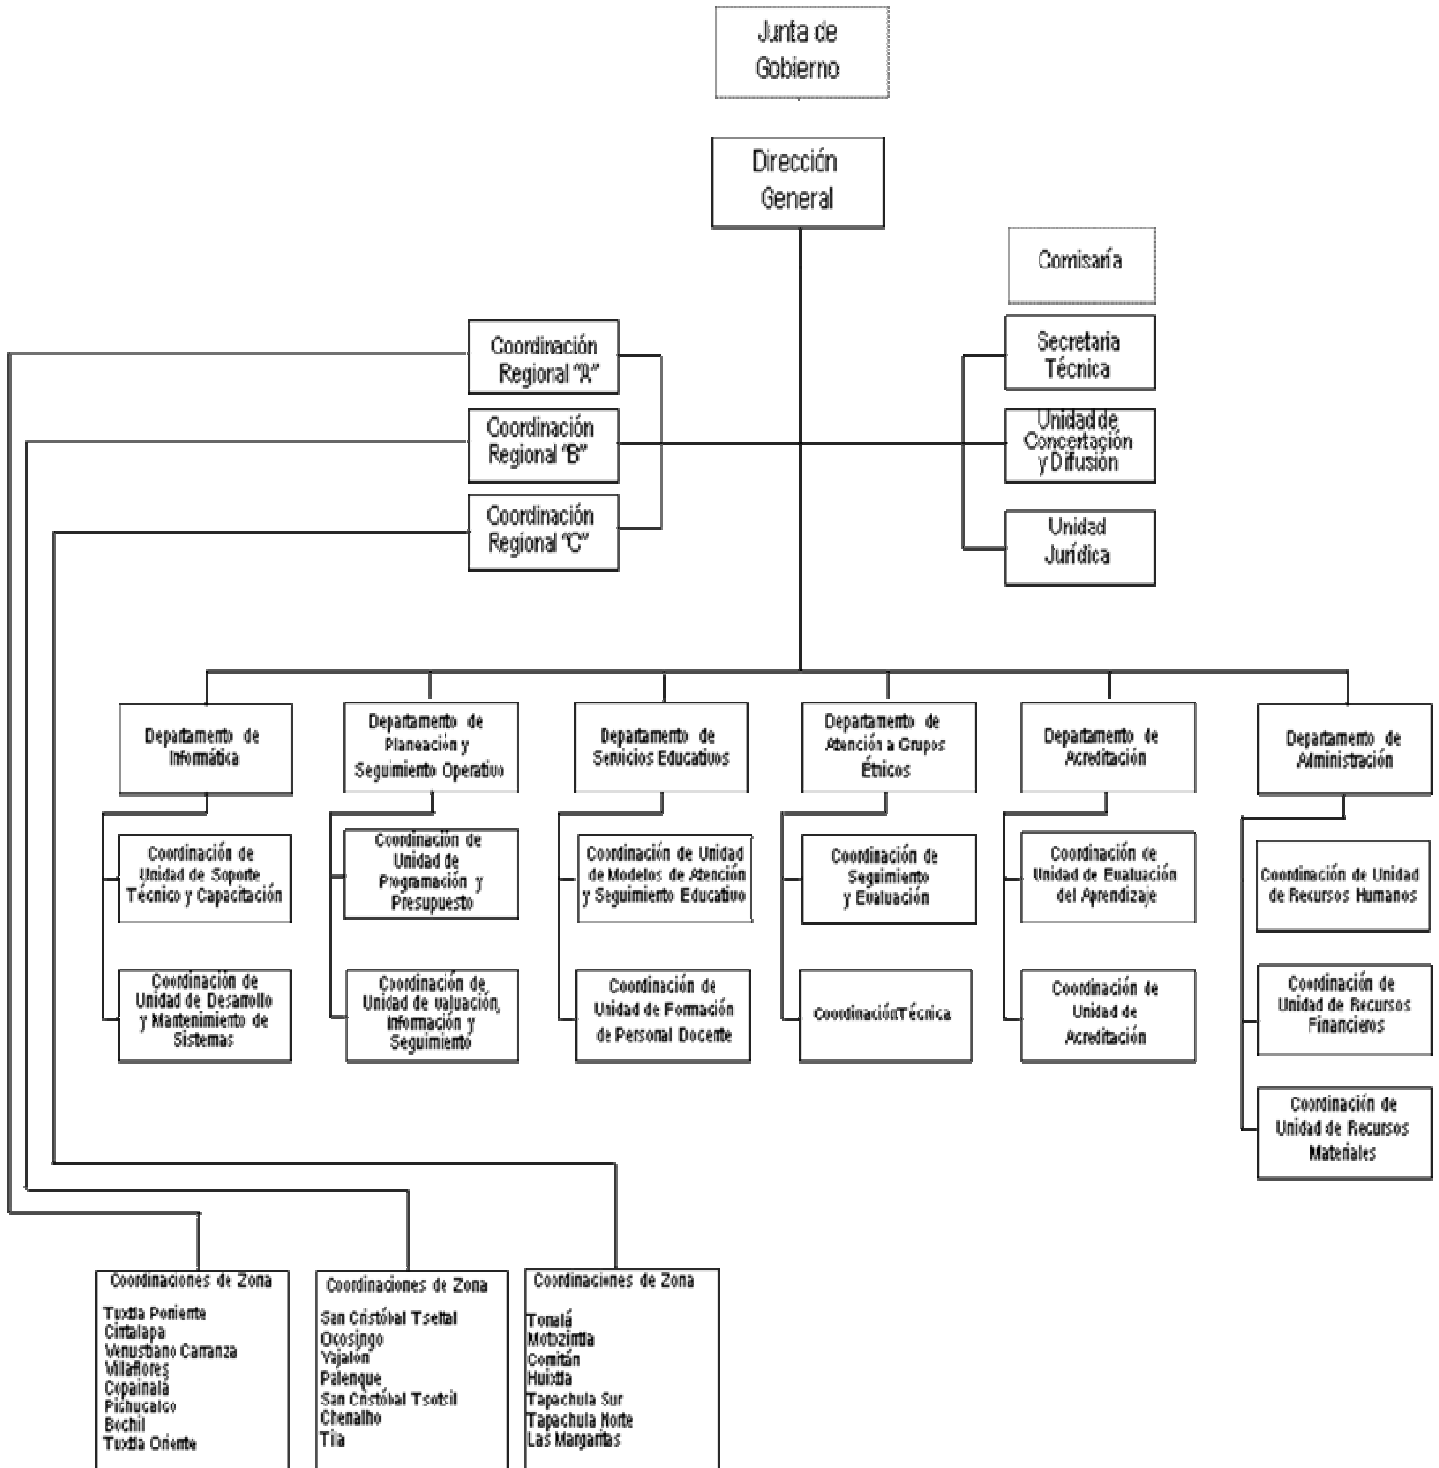 Junta de
Gobierno
Dirección
General
Comisaría
Coordinación
Regional "A"
Secretaria
Técnica
Coordinación
Regional "B"
Unidad de
Concertación
y Difusión
Coordinación
Regional "C"
Unidad
Jurídica
Departamento de
Informática
Departamento de
Planeación y
Seguimiento Operativo
Departamento de
Servicios Educativos
Departamento de
Atención a Grupos
Étnicos
Departamento de
Acreditación
Departamento de
Administración
Coordinación de
Unidad de Soporte
Técnico y Capacitación
Coordinación de
Unidad de
Programación y
Presupuesto
Coordinación de Unidad
de Modelos de Atención
y Seguimiento Educativo
Coordinación de
Seguimiento
y Evaluación
Coordinación de
Unidad de Evaluación
del Aprendizaje
Coordinación de Unidad
de Recursos Humanos
Coordinación de
Unidad de Desarrollo
y Mantenimiento de
Sistemas
Coordinación de
Unidad de valuación,
Información y
Seguimiento
Coordinación de
Unidad de Formación
de Personal Docente
Coordinación Técnica
Coordinación de
Unidad de
Acreditación
Coordinación de
Unidad de Recursos
Financieros
Coordinación de
Unidad de Recursos
Materiales
Coordinaciones de Zona
Tuxtla Poniente
Cintalapa
Venustiano Carranza
Villaflores
Copainalá
Pichucalco
Bochil
Tuxtla Oriente
Coordinaciones de Zona
San Cristóbal Tseltal
Ocosingo
Yajalón
Palenque
San Cristóbal Tsotsil
Chenalho
Tila
Coordinaciones de Zona
Tonalá
Motozintla
Comitán
Huixtla
Tapachula Sur
Tapachula Norte
Las Margaritas